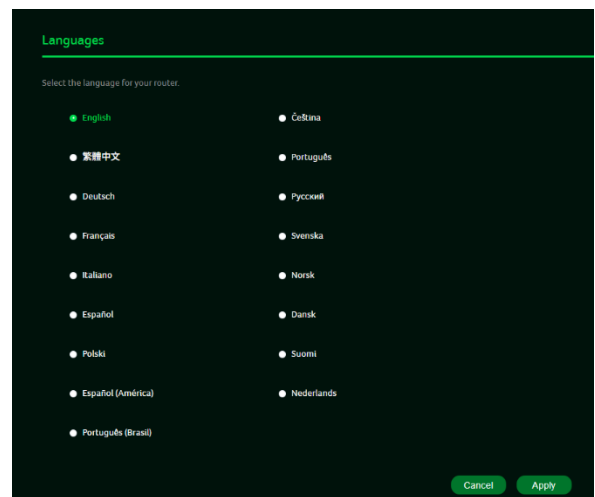 Languages
Select the language for your router.
English
Čeština
繁體中文
Português
Deutsch
Русский
Français
Svenska
Italiano
Norsk
Español
Dansk
Polski
Suomi
Español (América)
Nederlands
Português (Brasil)
Cancel
Apply